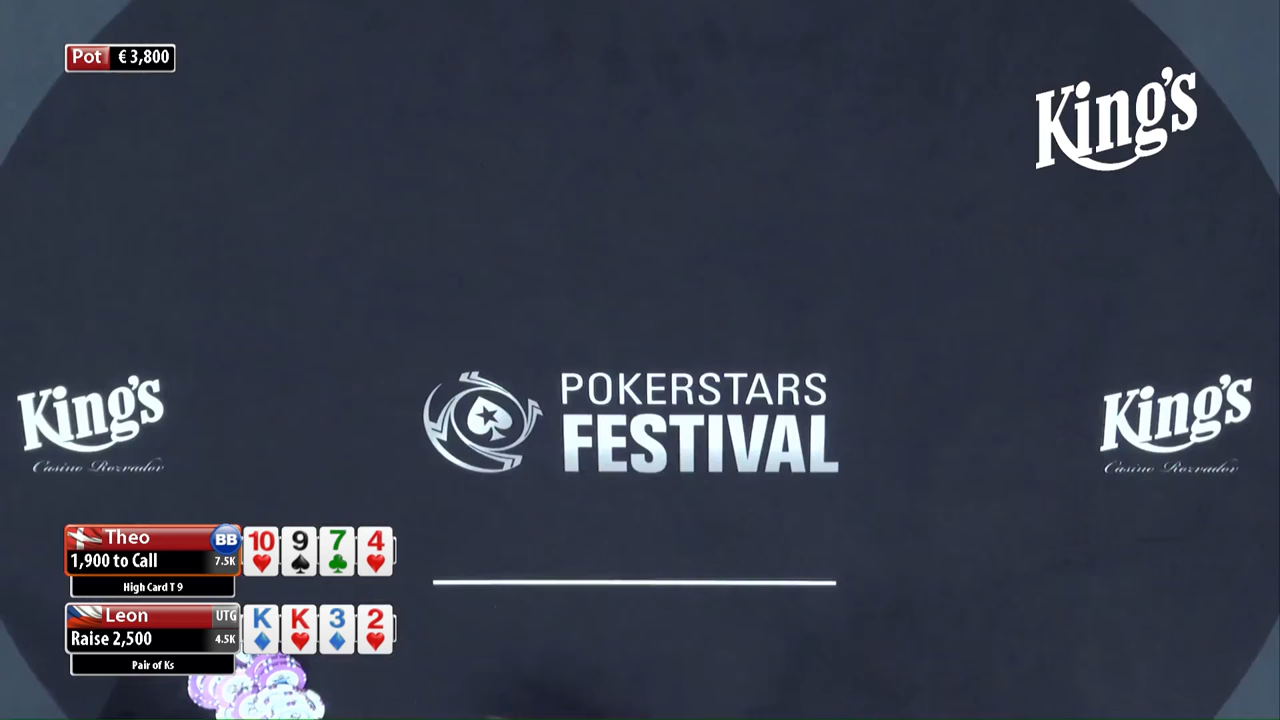 Pot € 3,800
King's
POKERSTARS
FESTIVAL
King's
Casino Rozvadov
King's
Casino Rozvadov
Theo BB 10 9 7 4
1,900 to Call 7.5K
High Card T 9
Leon UTG K K 3 2
Raise 2,500 4.5K
Pair of Ks